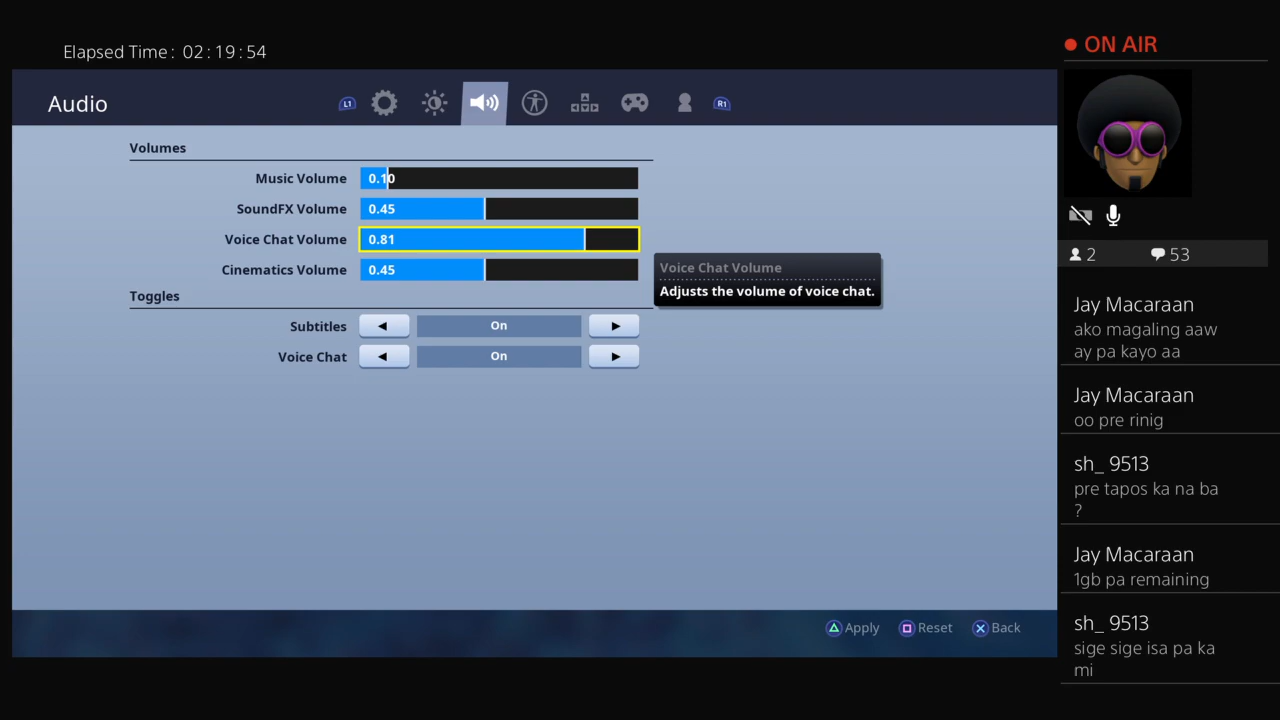 Elapsed Time: 02:19:54
ON AIR
Audio
L1
R1
Volumes
Music Volume 0.10
SoundFX Volume 0.45
Voice Chat Volume 0.81
Cinematics Volume 0.45
Voice Chat Volume
Adjusts the volume of voice chat.
Toggles
Subtitles On
Voice Chat On
Apply Reset Back
2 53
Jay Macaraan
ako magaling aaw
ay pa kayo aa
Jay Macaraan
oo pre rinig
sh_ 9513
pre tapos ka na ba
?
Jay Macaraan
1gb pa remaining
sh_ 9513
sige sige isa pa ka
mi